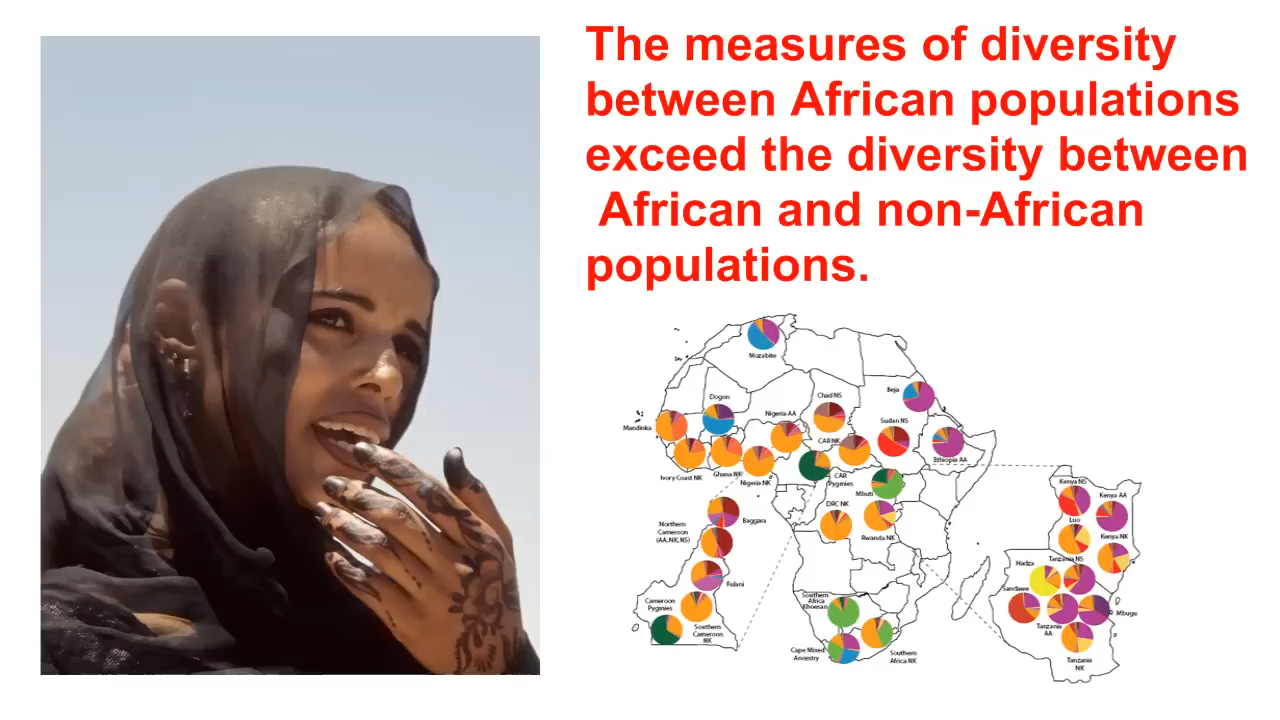 The measures of diversity
between African populations
exceed the diversity between
African and non-African
populations.
Mozabite
Beja
Dogon
Chad NS
Nigeria AA
Sudan NS
Mandinka
CAR NK
Ethiopia AA
Ivory Coast NK
Ghana NK
Nigeria NK
CAR
Pygmies
Mbuti
Kenya NS
Kenya AA
DRC NK
Baggara
Luo
Northern
Cameroon
(AA,NK,NS)
Rwanda NK
Kenya NK
Tanzania NS
Hadza
Fulani
Sandawe
Southern
Africa
Khoesan
Cameroon
Pygmies
Mbugu
Southern
Cameroon
NK
Tanzania
AA
Cape Mixed
Ancestry
Southern
Africa NK
Tanzania
NK